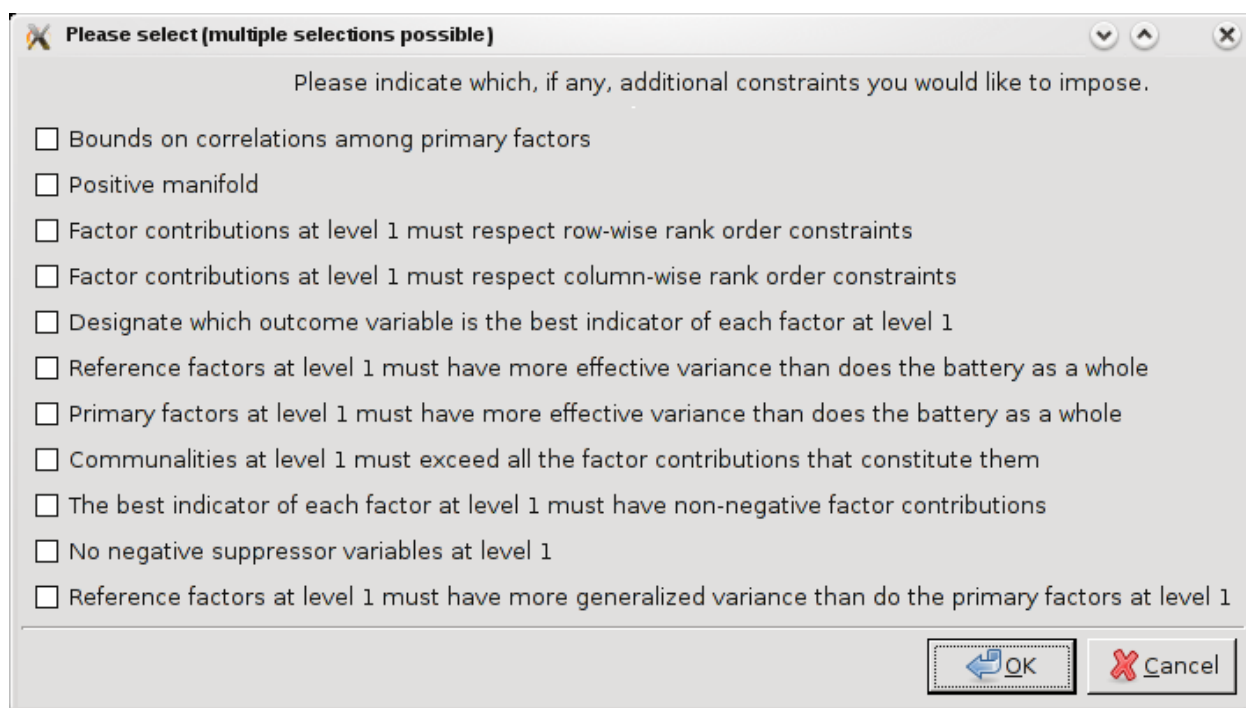 Please select (multiple selections possible)
Please indicate which, if any, additional constraints you would like to impose.
Bounds on correlations among primary factors
Positive manifold
Factor contributions at level 1 must respect row-wise rank order constraints
Factor contributions at level 1 must respect column-wise rank order constraints
Designate which outcome variable is the best indicator of each factor at level 1
Reference factors at level 1 must have more effective variance than does the battery as a whole
Primary factors at level 1 must have more effective variance than does the battery as a whole
Communalities at level 1 must exceed all the factor contributions that constitute them
The best indicator of each factor at level 1 must have non-negative factor contributions
No negative suppressor variables at level 1
Reference factors at level 1 must have more generalized variance than do the primary factors at level 1
OK Cancel